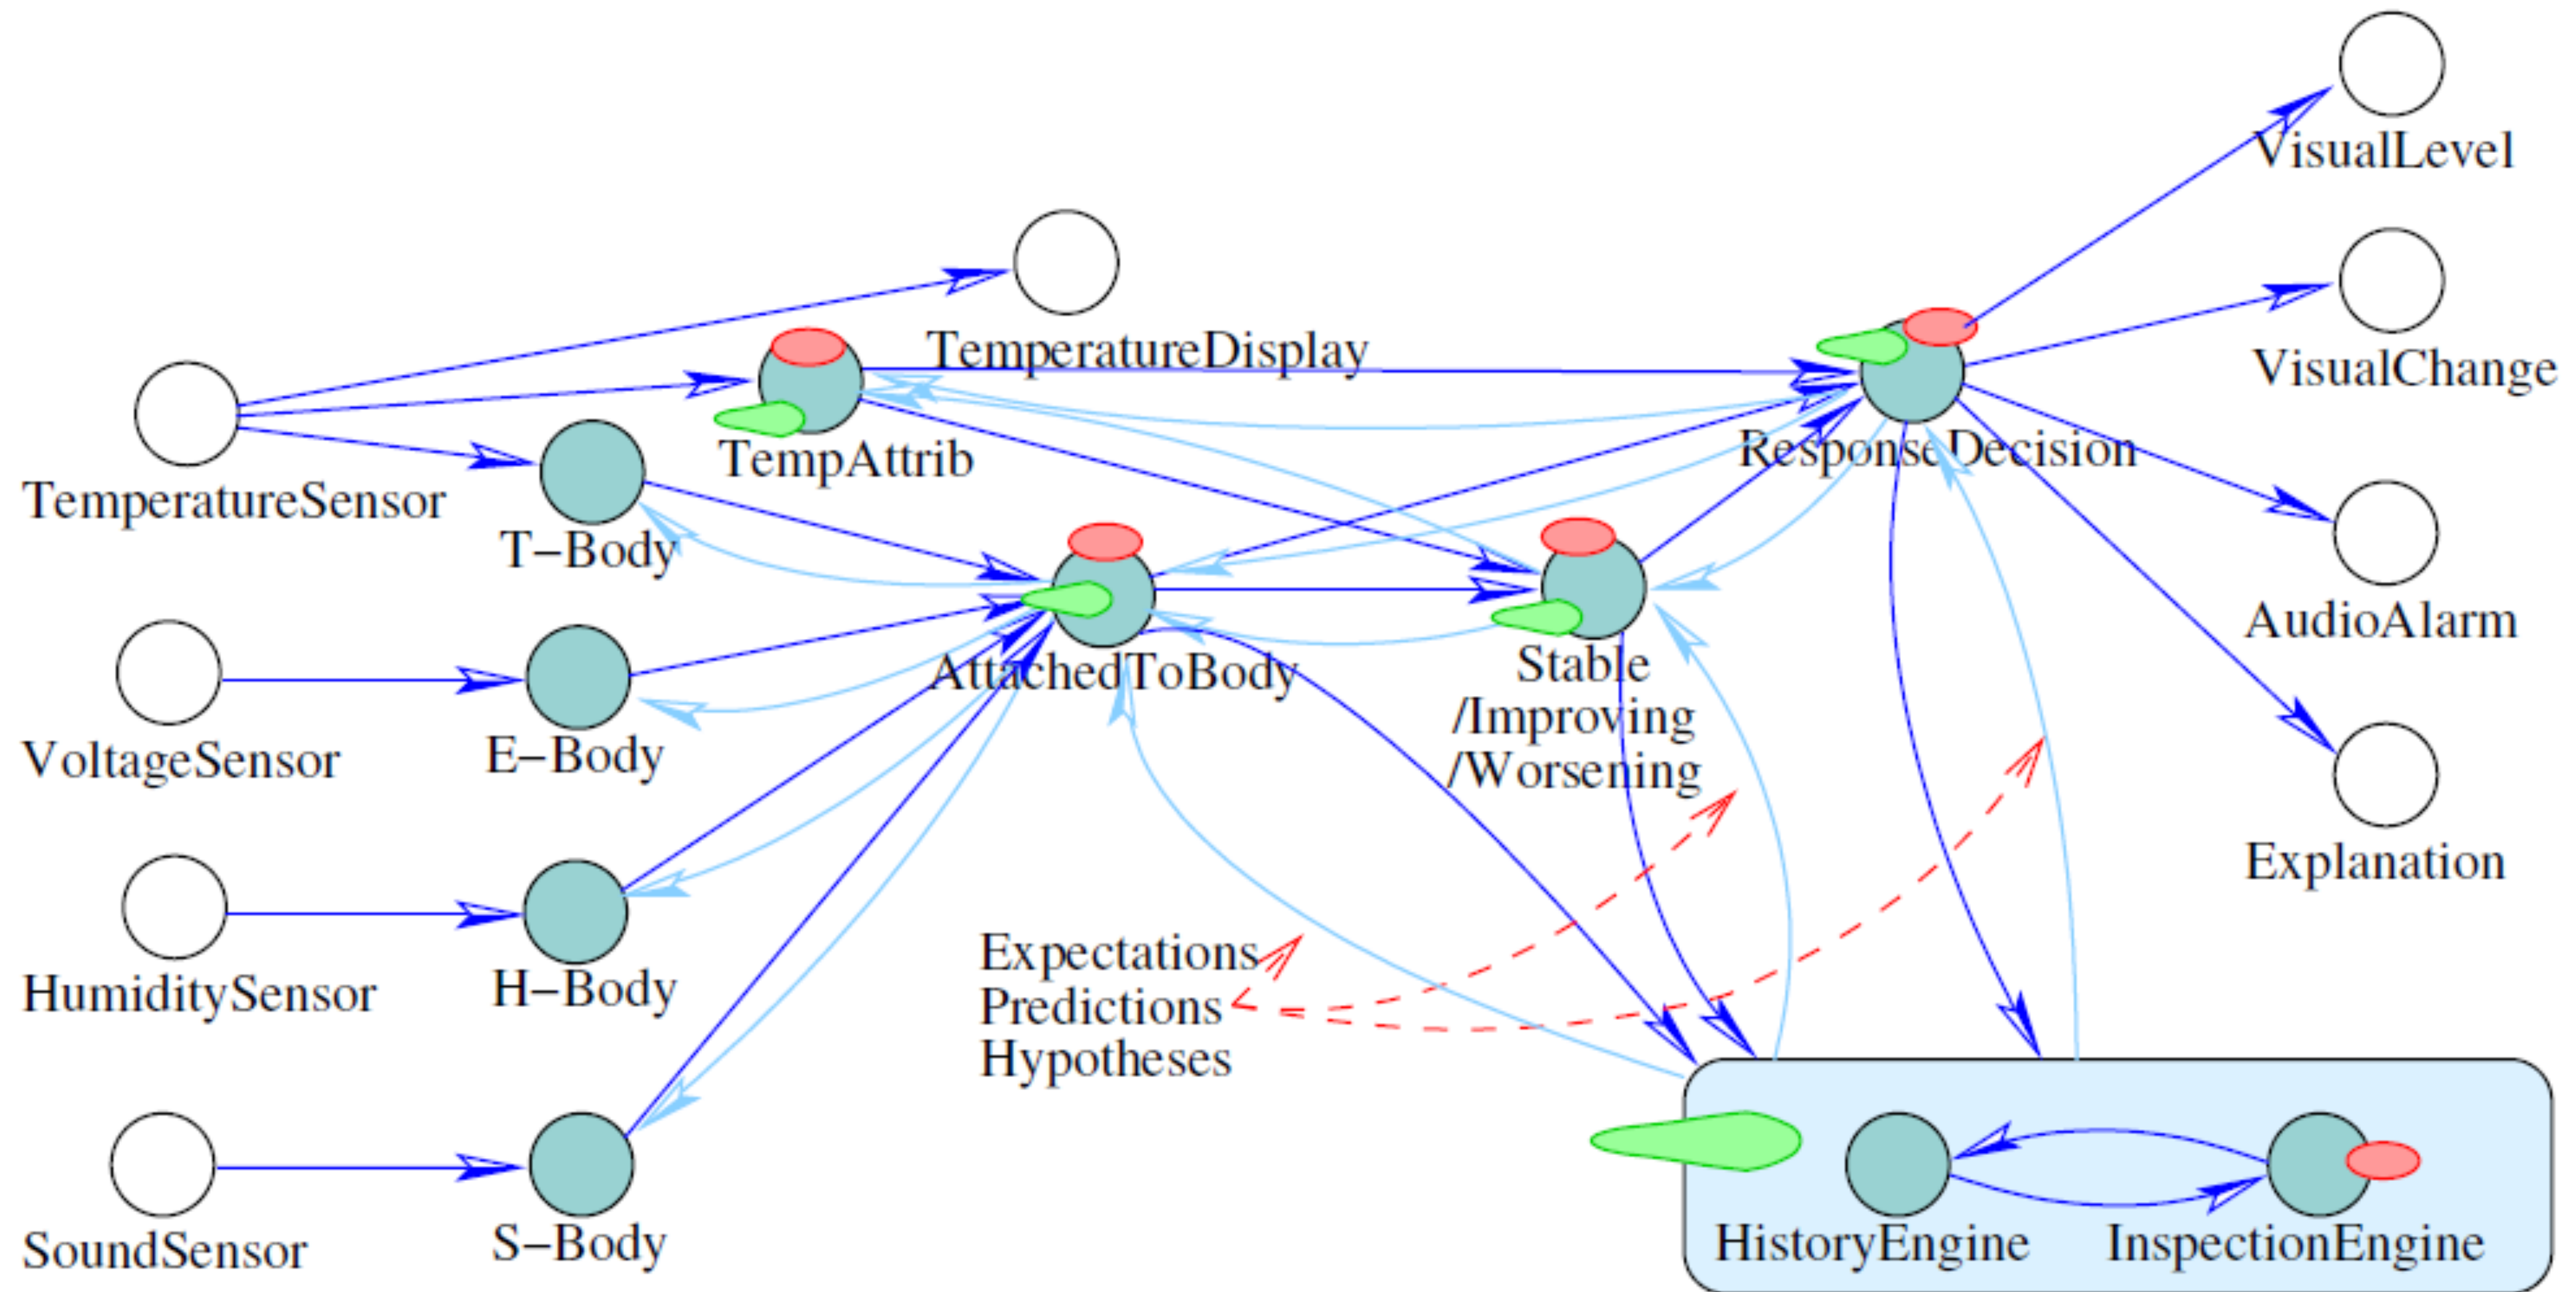 VisualLevel
TemperatureDisplay
VisualChange
TempAttrib
ResponseDecision
TemperatureSensor
T−Body
AudioAlarm
AttachedToBody
Stable
/Improving
/Worsening
VoltageSensor
E−Body
Explanation
Expectations
Predictions
Hypotheses
HumiditySensor
H−Body
SoundSensor
S−Body
HistoryEngine
InspectionEngine